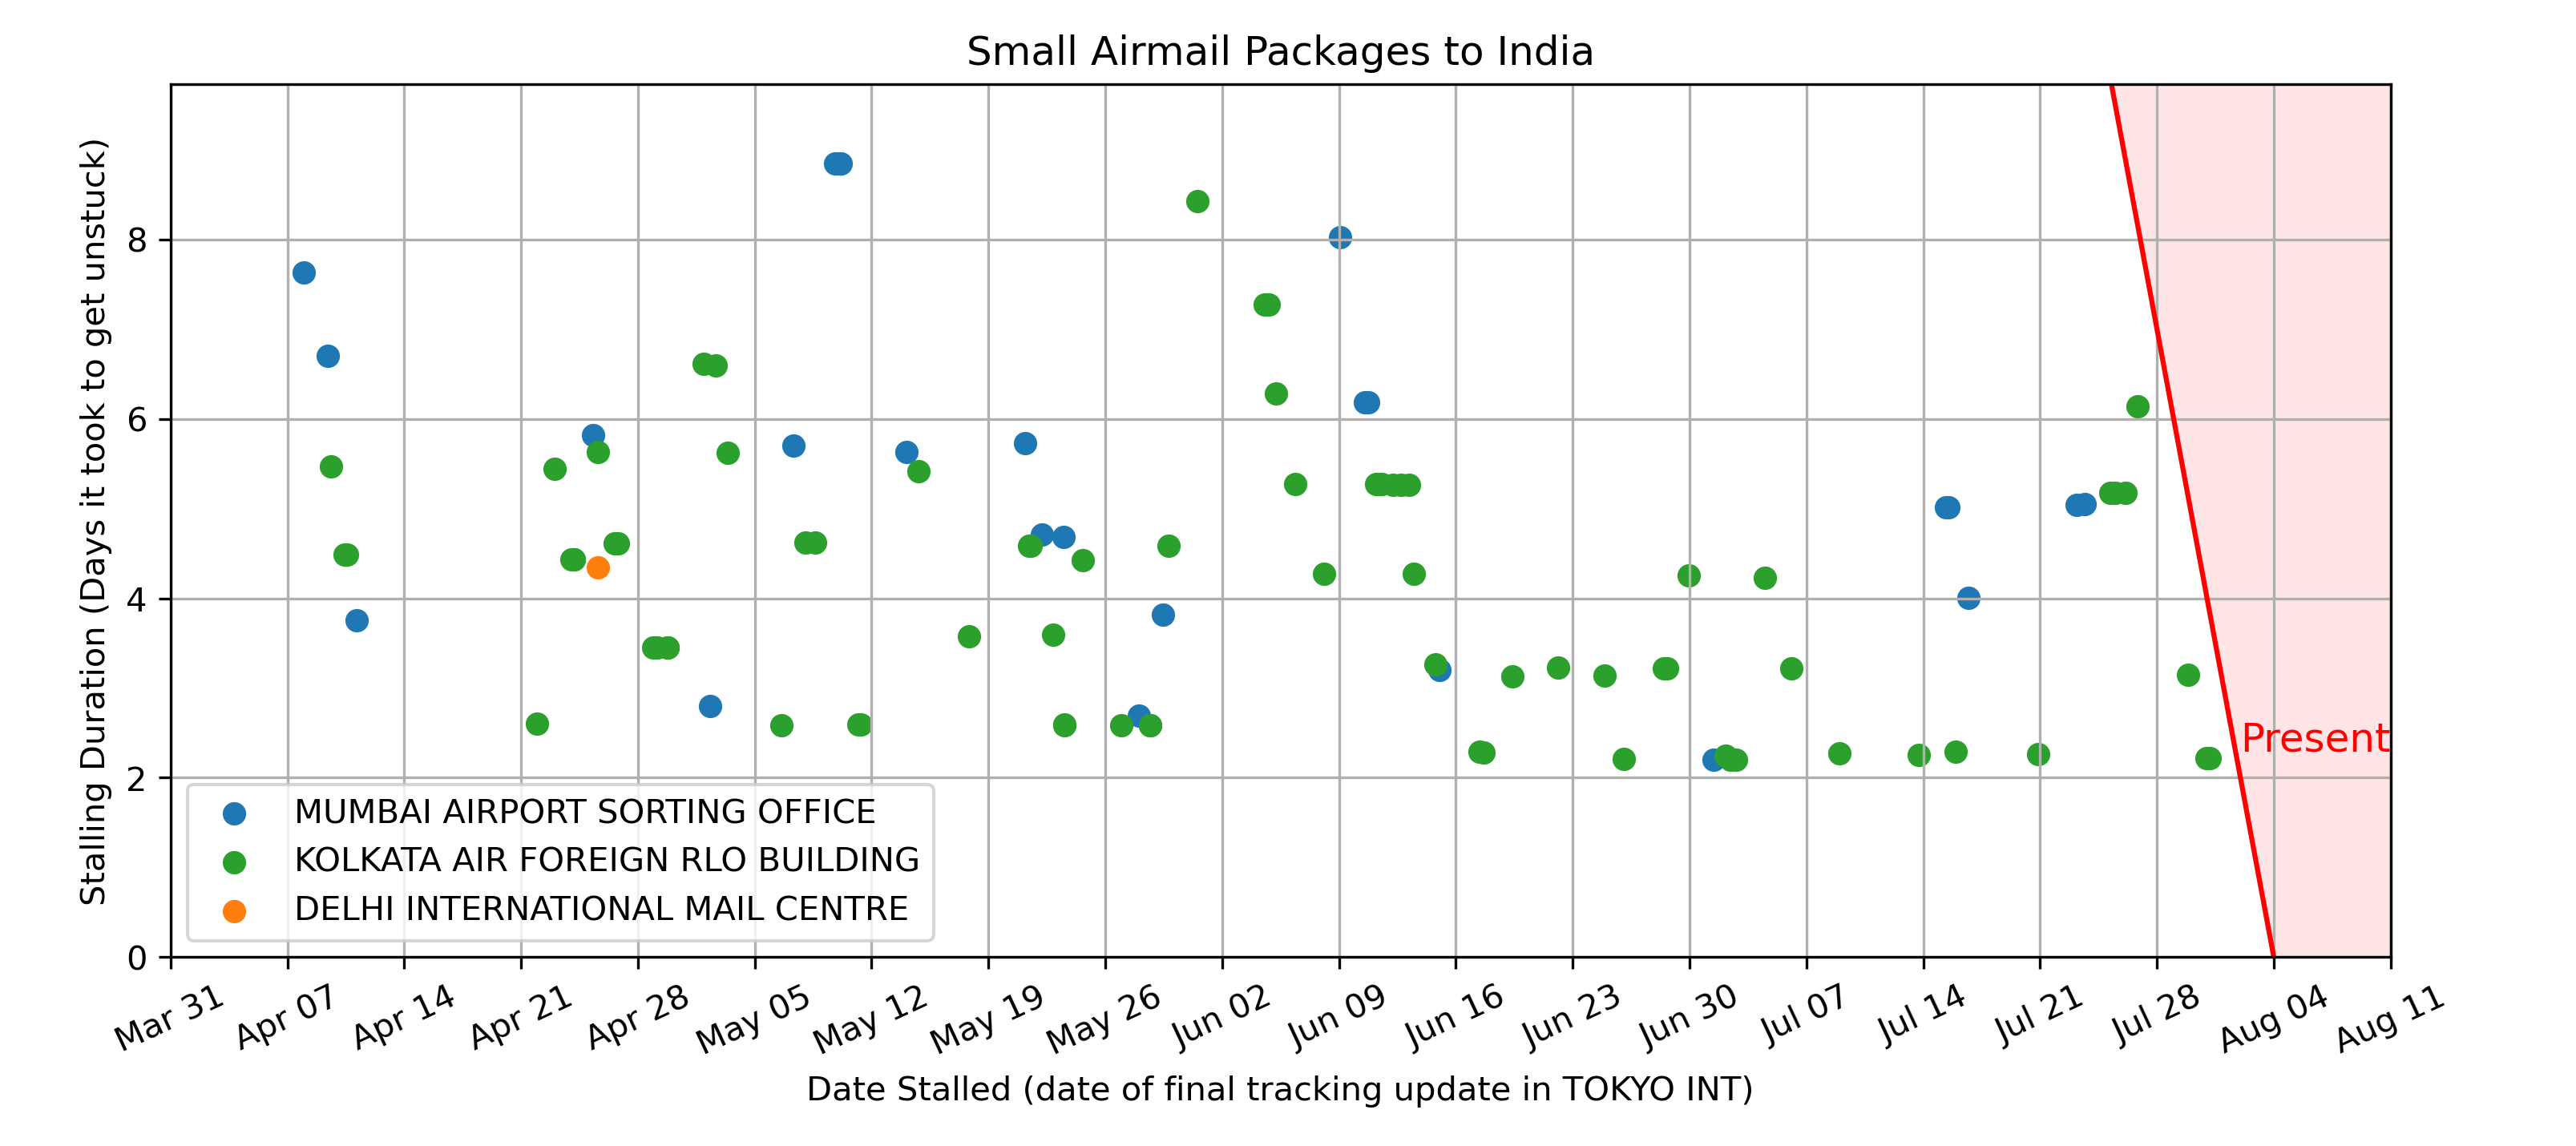 Small Airmail Packages to India
Stalling Duration (Days it took to get unstuck)
8
6
4
2
0
Present
MUMBAI AIRPORT SORTING OFFICE
KOLKATA AIR FOREIGN RLO BUILDING
DELHI INTERNATIONAL MAIL CENTRE
Mar 31 Apr 07 Apr 14 Apr 21 Apr 28 May 05 May 12 May 19 May 26 Jun 02 Jun 09 Jun 16 Jun 23 Jun 30 Jul 07 Jul 14 Jul 21 Jul 28 Aug 04 Aug 11
Date Stalled (date of final tracking update in TOKYO INT)